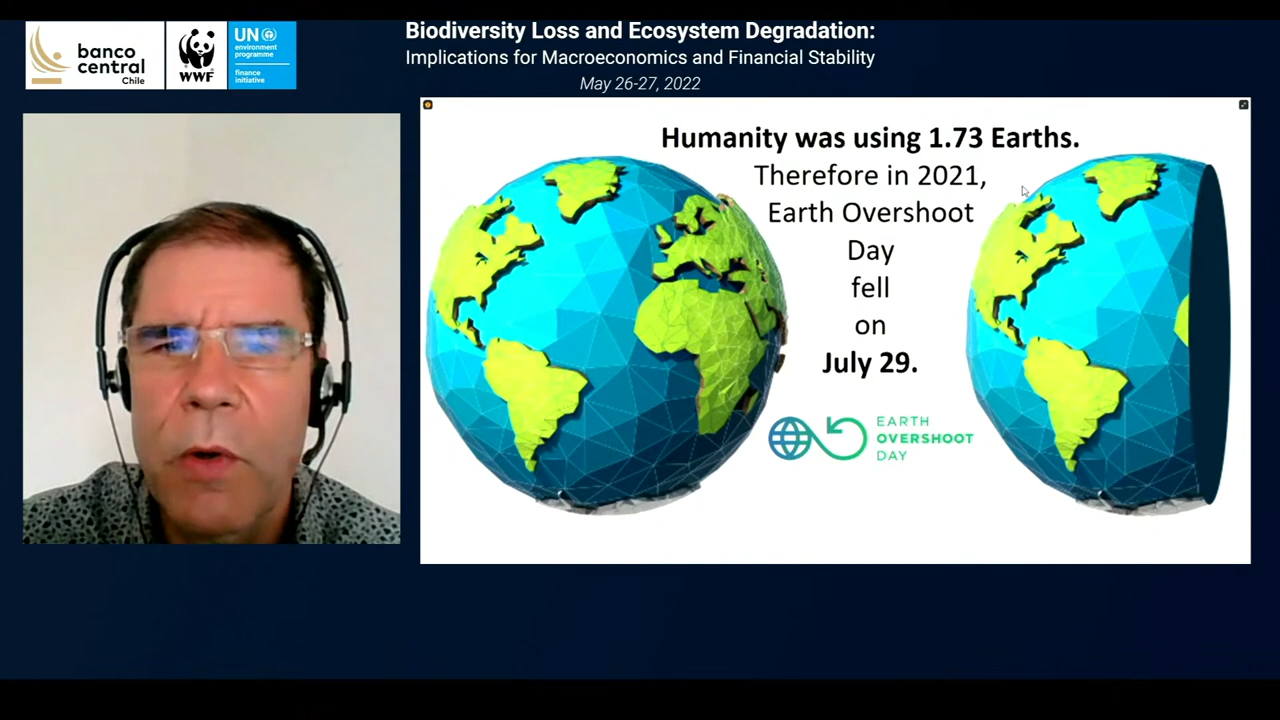 banco
central
Chile
WWF
UN
environment
programme
finance
initiative
Biodiversity Loss and Ecosystem Degradation:
Implications for Macroeconomics and Financial Stability
May 26-27, 2022
Humanity was using 1.73 Earths.
Therefore in 2021,
Earth Overshoot
Day
fell
on
July 29.
EARTH
OVERSHOOT
DAY